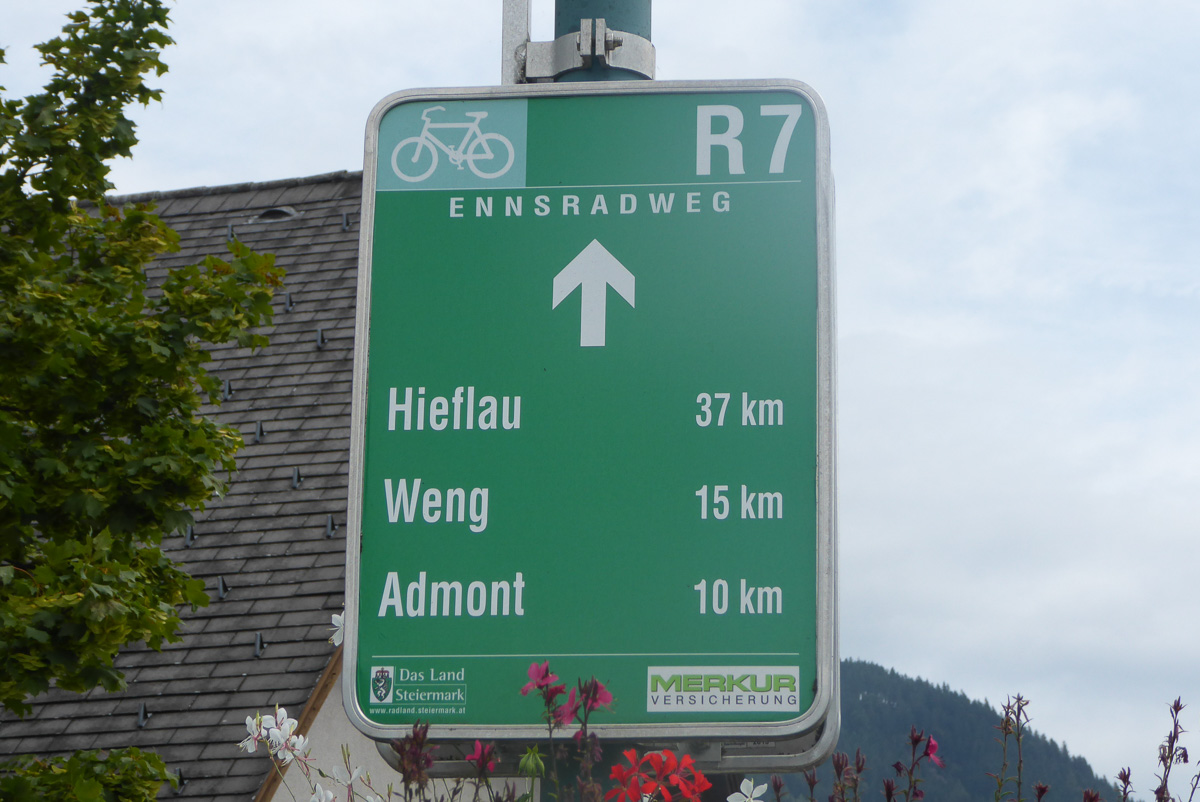 R7
ENNSRADWEG
Hieflau 37 km
Weng 15 km
Admont 10 km
Das Land
Steiermark
www.radland.steiermark.at
MERKUR
VERSICHERUNG